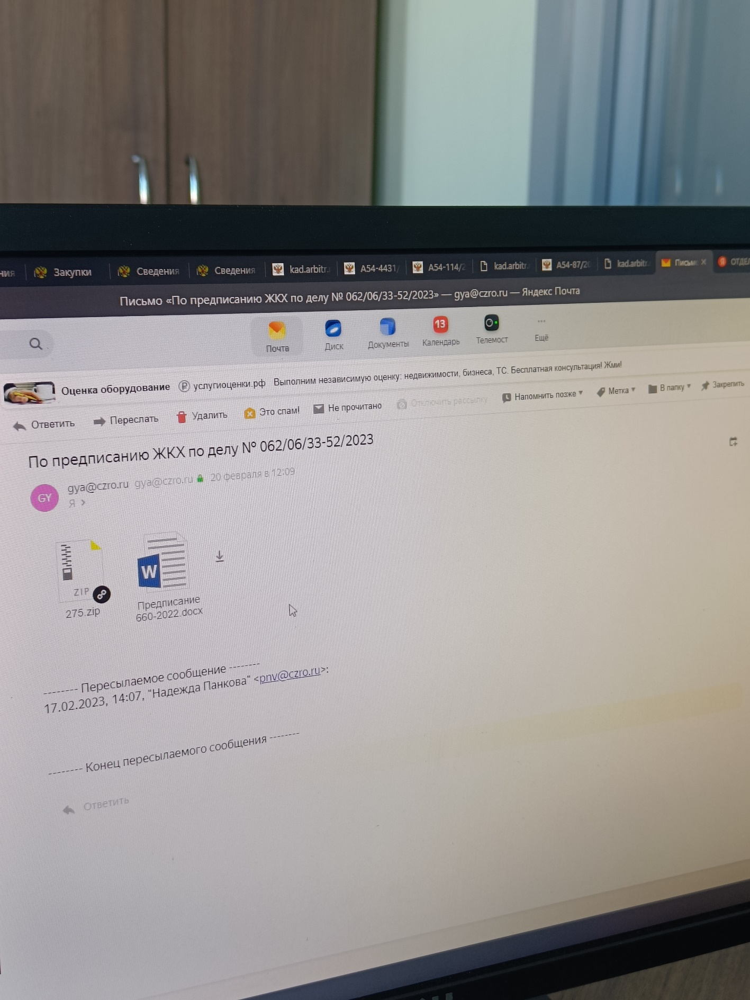 ния
Закупки
Сведения
Сведения
kad.arbitr.
А54-4431/
А54-114/2
kad.arbitr.
А54-87/20
kad.arbitr.
Письмо
ОТДЕЛ
Письмо «По предписанию ЖКХ по делу № 062/06/33-52/2023» — gya@czro.ru — Яндекс Почта
13
Почта
Диск
Документы
Календарь
Телемост
Ещё
Оценка оборудование
услугиоценки.рф
Выполним независимую оценку: недвижимости, бизнеса, ТС. Бесплатная консультация! Жми!
Ответить
Переслать
Удалить
Это спам!
Не прочитано
Отключить рассылку
Напомнить позже
Метка
В папку
Закрепить
По предписанию ЖКХ по делу № 062/06/33-52/2023
GY
gya@czro.ru gya@czro.ru 20 февраля в 12:09
Я >
ZIP
275.zip
W
Предписание
660-2022.docx
-------- Пересылаемое сообщение --------
17.02.2023, 14:07, "Надежда Панкова" <pnv@czro.ru>:
-------- Конец пересылаемого сообщения --------
Ответить